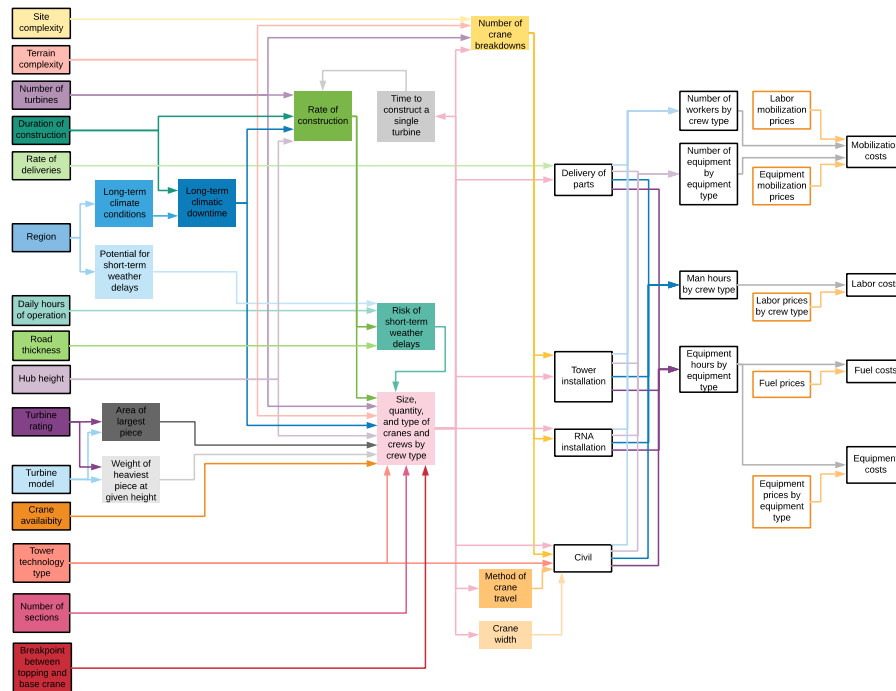 Site
complexity
Terrain
complexity
Number of
turbines
Duration of
construction
Rate of
deliveries
Region
Daily hours
of operation
Road
thickness
Hub height
Turbine
rating
Turbine
model
Crane
availaibity
Tower
technology
type
Number of
sections
Breakpoint
between
topping and
base crane
Long-term
climate
conditions
Potential for
short-term
weather
delays
Area of
largest
piece
Weight of
heaviest
piece at
given height
Long-term
climatic
downtime
Rate of
construction
Time to
construct a
single
turbine
Risk of
short-term
weather
delays
Size,
quantity,
and type of
cranes and
crews by
crew type
Number of
crane
breakdowns
Method of
crane
travel
Crane
width
Delivery of
parts
Tower
installation
RNA
installation
Civil
Number of
workers by
crew type
Number of
equipment
by
equipment
type
Man hours
by crew type
Equipment
hours by
equipment
type
Labor
mobilization
prices
Equipment
mobilization
prices
Labor prices
by crew type
Fuel prices
Equipment
prices by
equipment
type
Mobilization
costs
Labor costs
Fuel costs
Equipment
costs